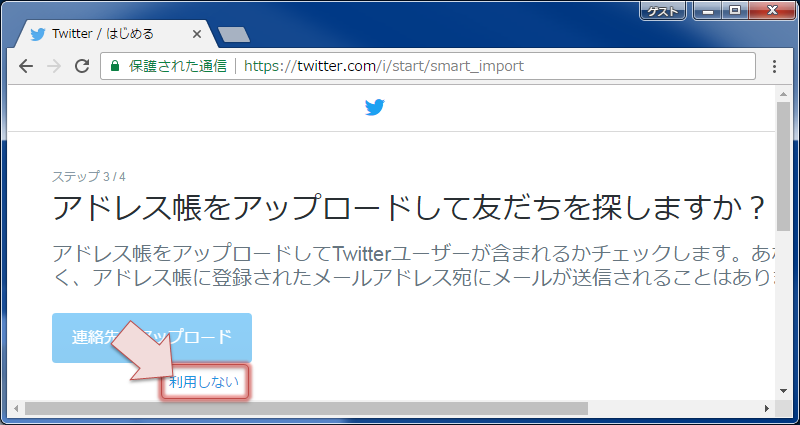 ゲスト
Twitter / はじめる
保護された通信
https://twitter.com/i/start/smart_import
ステップ 3 / 4
アドレス帳をアップロードして友だちを探しますか？
アドレス帳をアップロードしてTwitterユーザーが含まれるかチェックします。あな
く、アドレス帳に登録されたメールアドレス宛にメールが送信されることはありま
連絡先 アップロード
利用しない